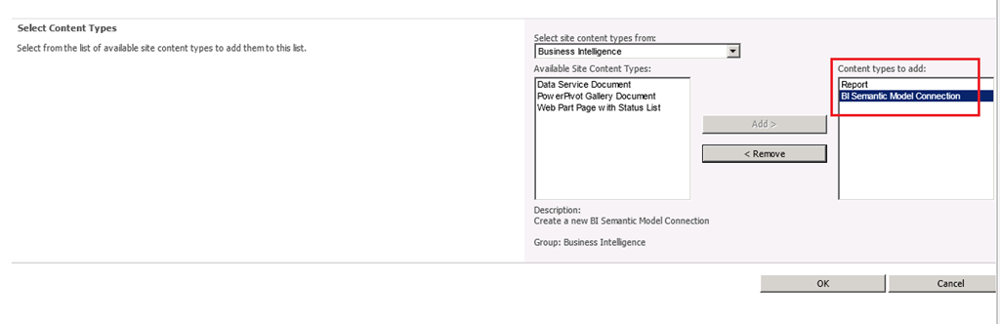 Select Content Types
Select from the list of available site content types to add them to this list.
Select site content types from:
Business Intelligence
Available Site Content Types:
Data Service Document
PowerPivot Gallery Document
Web Part Page with Status List
Add >
< Remove
Content types to add:
Report
BI Semantic Model Connection
Description:
Create a new BI Semantic Model Connection
Group: Business Intelligence
OK
Cancel